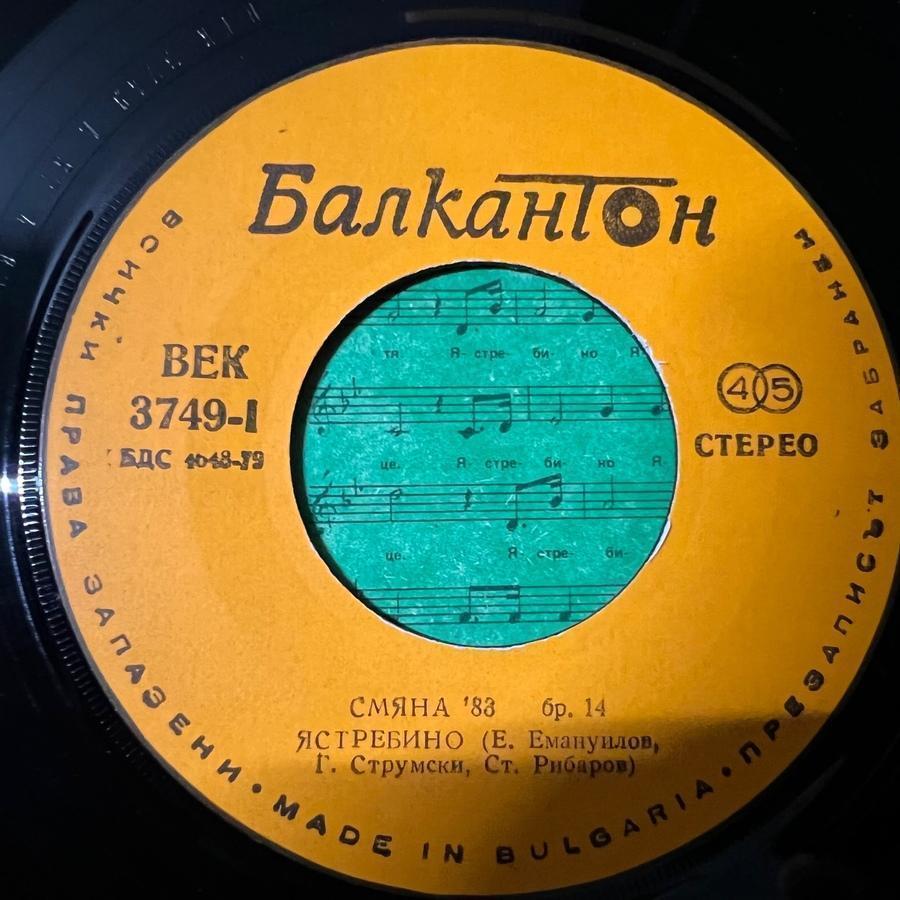 Балкантон
ВЕК
3749-1
БДС 4048-79
45
СТЕРЕО
тя Я- стре- би- но Я-
це. Я- стре- би- но Я-
це. Я- стре- би-
СМЯНА '83 бр. 14
ЯСТРЕБИНО (Е. Емануилов,
Г. Струмски, Ст. Рибаров)
ВСИЧКИ ПРАВА ЗАПАЗЕНИ • MADE IN BULGARIA • ПРЕЗАПИСЪТ ЗАБРАНЕН